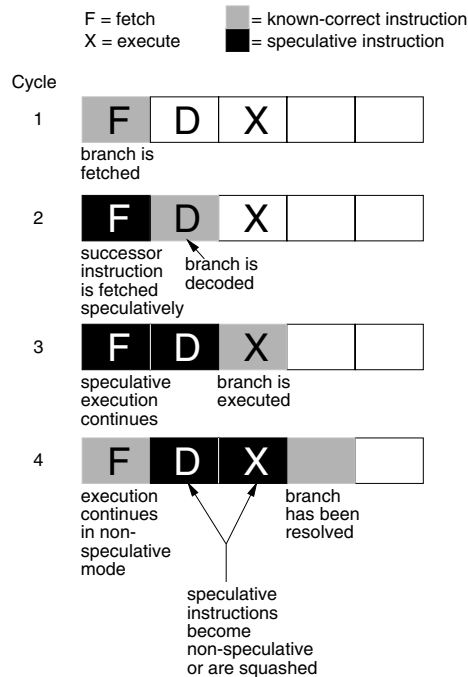 F = fetch
= known-correct instruction
X = execute
= speculative instruction
Cycle
1
F D X
branch is
fetched
2
F D X
successor
instruction
is fetched
speculatively
branch is
decoded
3
F D X
speculative
execution
continues
branch is
executed
4
F D X
execution
continues
in non-
speculative
mode
branch
has been
resolved
speculative
instructions
become
non-speculative
or are squashed